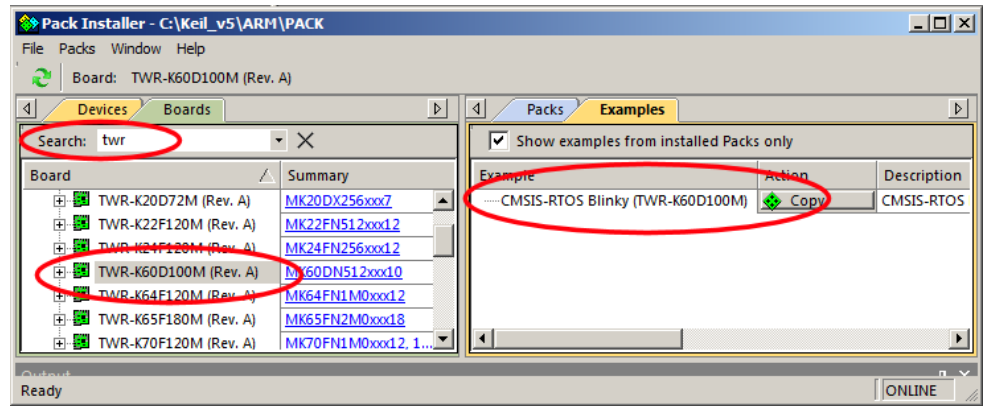 Pack Installer - C:\Keil_v5\ARM\PACK
File Packs Window Help
Board: TWR-K60D100M (Rev. A)
Devices Boards
Search: twr
Board Summary
TWR-K20D72M (Rev. A) MK20DX256xxx7
TWR-K22F120M (Rev. A) MK22FN512xxx12
TWR-K24F120M (Rev. A) MK24FN256xxx12
TWR-K60D100M (Rev. A) MK60DN512xxx10
TWR-K64F120M (Rev. A) MK64FN1M0xxx12
TWR-K65F180M (Rev. A) MK65FN2M0xxx18
TWR-K70F120M (Rev. A) MK70FN1M0xxx12, 1...
Packs Examples
Show examples from installed Packs only
Example Action Description
CMSIS-RTOS Blinky (TWR-K60D100M) Copy CMSIS-RTOS
Output
Ready ONLINE